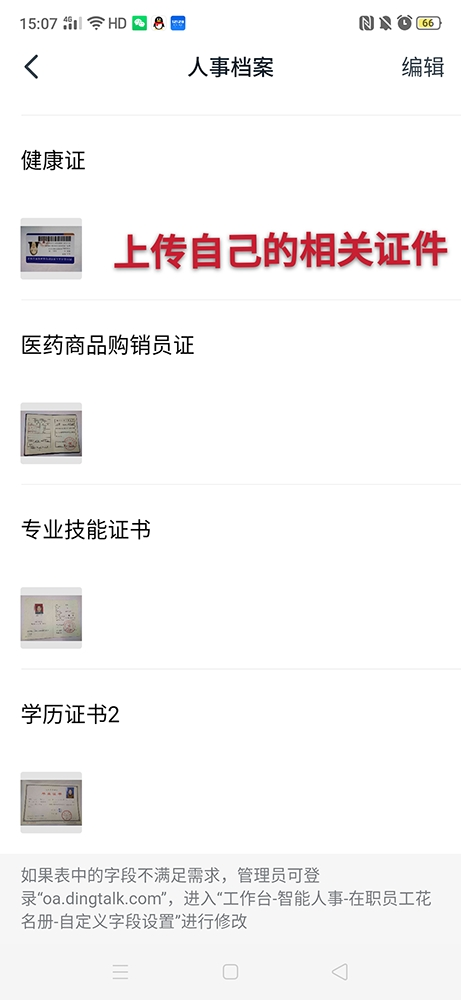 15:07 4G HD 66
人事档案 编辑
健康证
上传自己的相关证件
医药商品购销员证
专业技能证书
学历证书2
如果表中的字段不满足需求，管理员可登
录“oa.dingtalk.com”，进入“工作台-智能人事-在职员工花
名册-自定义字段设置”进行修改